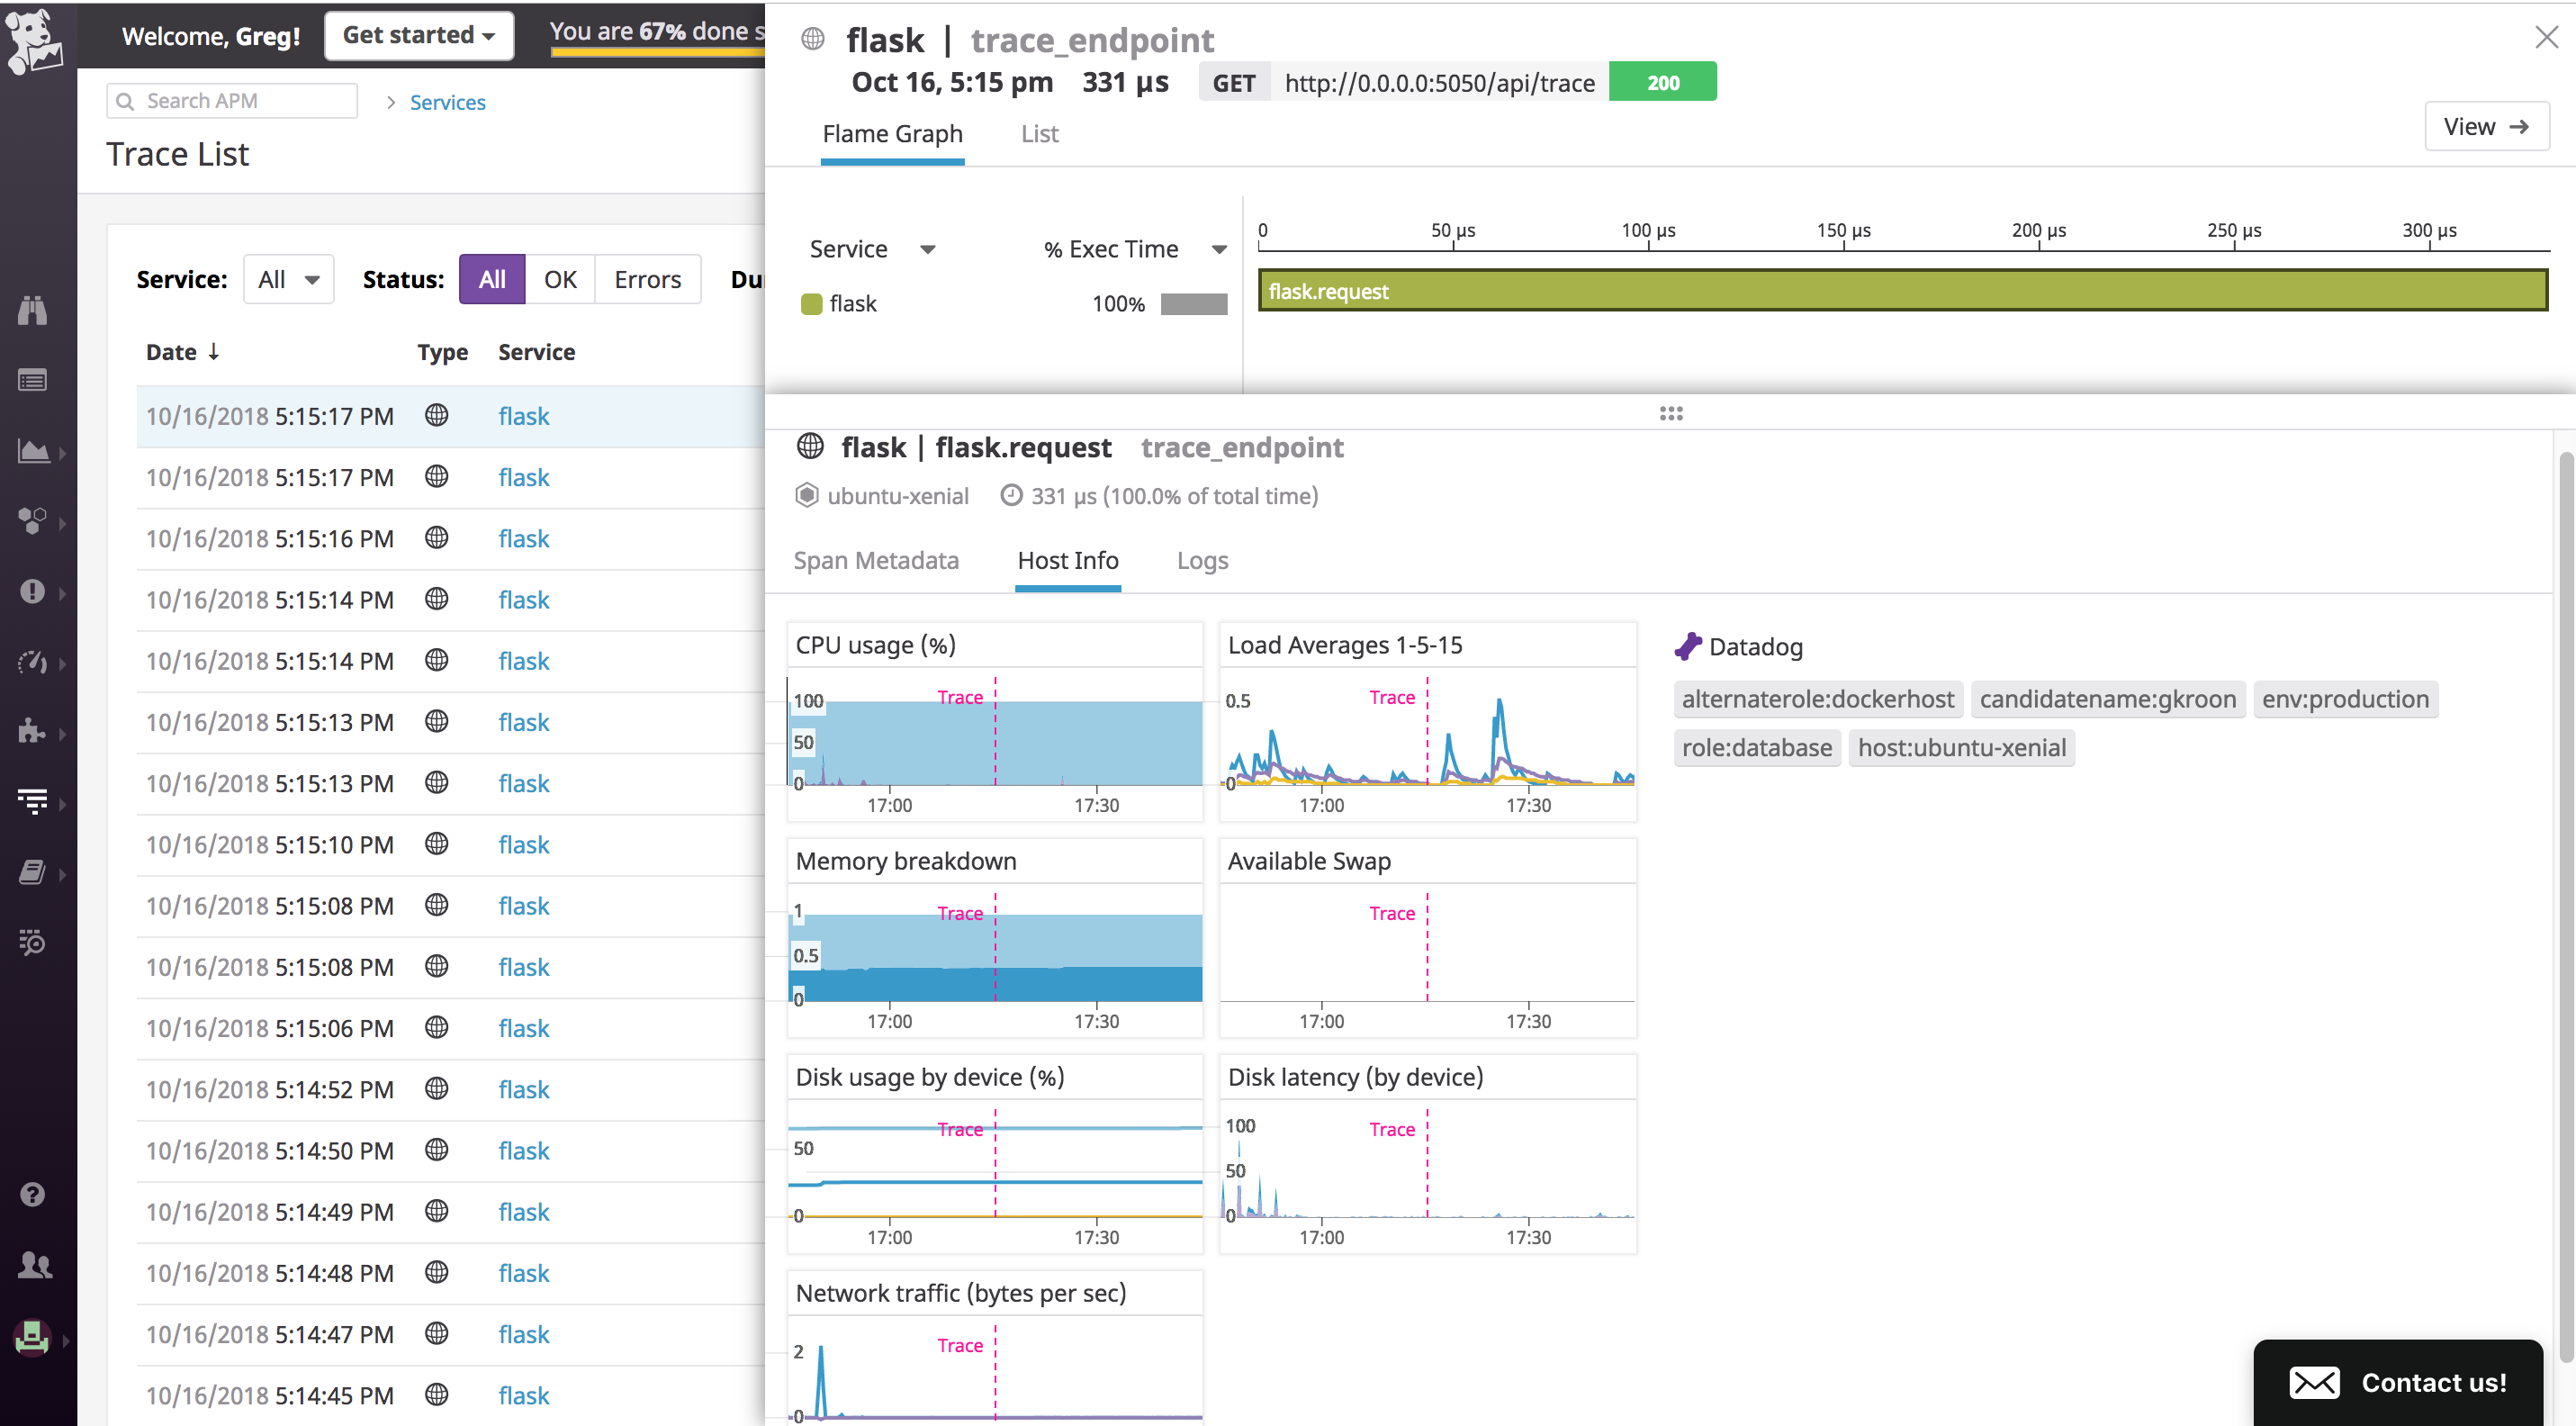 Welcome, Greg!
Get started
You are 67% done s
Search APM
> Services
Trace List
Service: All Status: All OK Errors Du
Date ↓ Type Service
10/16/2018 5:15:17 PM flask
10/16/2018 5:15:17 PM flask
10/16/2018 5:15:16 PM flask
10/16/2018 5:15:14 PM flask
10/16/2018 5:15:14 PM flask
10/16/2018 5:15:13 PM flask
10/16/2018 5:15:13 PM flask
10/16/2018 5:15:10 PM flask
10/16/2018 5:15:08 PM flask
10/16/2018 5:15:08 PM flask
10/16/2018 5:15:06 PM flask
10/16/2018 5:14:52 PM flask
10/16/2018 5:14:50 PM flask
10/16/2018 5:14:49 PM flask
10/16/2018 5:14:48 PM flask
10/16/2018 5:14:47 PM flask
10/16/2018 5:14:45 PM flask
flask | trace_endpoint
Oct 16, 5:15 pm 331 µs GET http://0.0.0.0:5050/api/trace 200
Flame Graph List
View →
Service % Exec Time
0 50 µs 100 µs 150 µs 200 µs 250 µs 300 µs
flask 100%
flask.request
flask | flask.request trace_endpoint
ubuntu-xenial 331 µs (100.0% of total time)
Span Metadata Host Info Logs
CPU usage (%)
100
50
0
Trace
17:00 17:30
Load Averages 1-5-15
0.5
0
Trace
17:00 17:30
Memory breakdown
1
0.5
0
Trace
17:00 17:30
Available Swap
Trace
17:00 17:30
Disk usage by device (%)
50
0
Trace
17:00 17:30
Disk latency (by device)
100
50
0
Trace
17:00 17:30
Network traffic (bytes per sec)
2
0
Trace
Datadog
alternaterole:dockerhost candidatename:gkroon env:production
role:database host:ubuntu-xenial
Contact us!